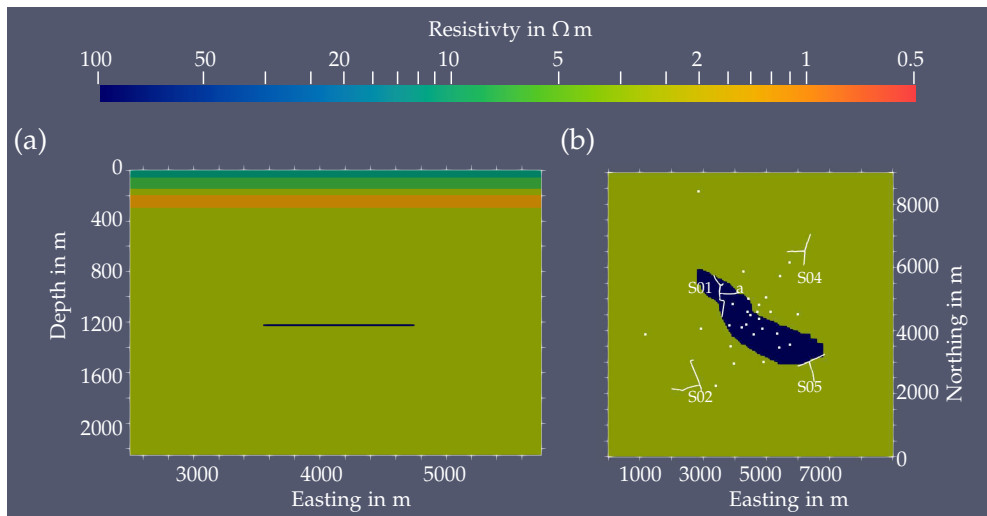 Resistivty in Ω m
100 50 20 10 5 2 1 0.5
(a)
0
400
800
1200
1600
2000
Depth in m
3000 4000 5000
Easting in m
(b)
S01
a
S04
S02
S05
8000
6000
4000
2000
0
Northing in m
1000 3000 4000 5000 6000 7000
Easting in m